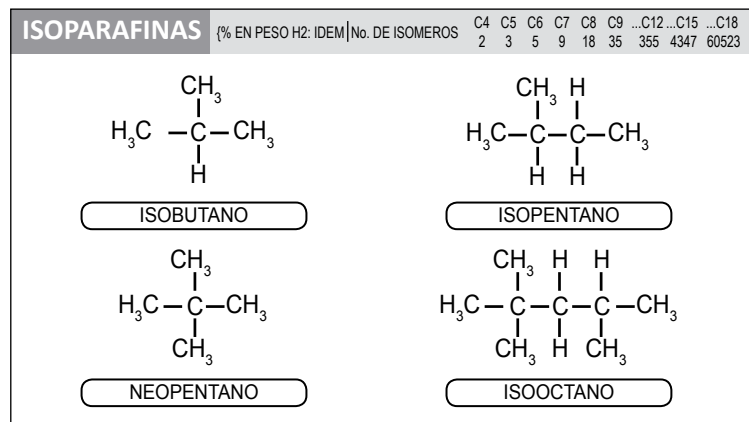 ISOPARAFINAS {% EN PESO H2: IDEM | No. DE ISOMEROS C4 C5 C6 C7 C8 C9 ...C12 ...C15 ...C18
2 3 5 9 18 35 355 4347 60523
CH3
H3C – C – CH3
H
ISOBUTANO
CH3 H
H3C – C – C – CH3
H H
ISOPENTANO
CH3
H3C – C – CH3
CH3
NEOPENTANO
CH3 H H
H3C – C – C – C – CH3
CH3 H CH3
ISOOCTANO